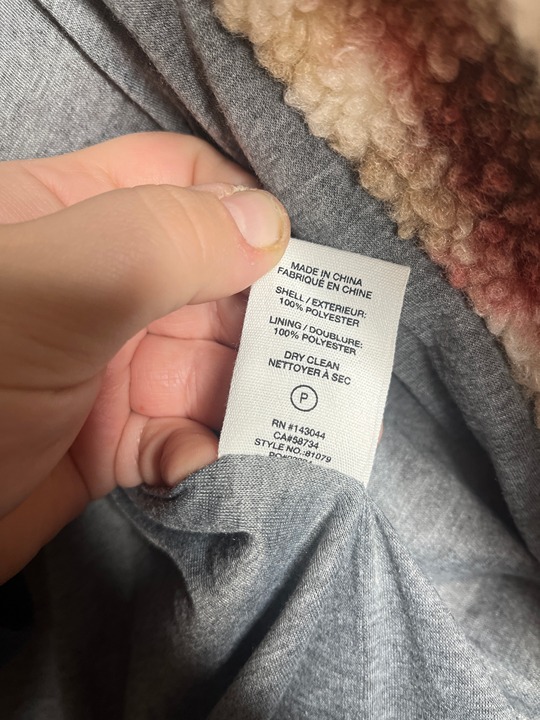 MADE IN CHINA
FABRIQUÉ EN CHINE
SHELL / EXTERIEUR:
100% POLYESTER
LINING / DOUBLURE:
100% POLYESTER
DRY CLEAN
NETTOYER À SEC
P
RN #143044
CA#58734
STYLE NO.:81079